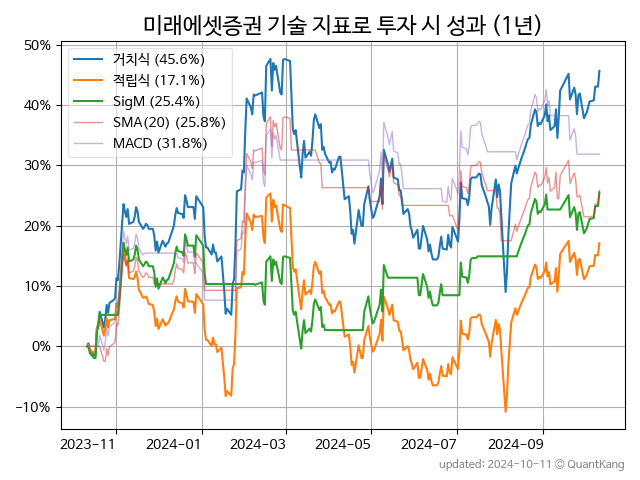 미래에셋증권 기술 지표로 투자 시 성과 (1년)
50%
40%
30%
20%
10%
0%
−10%
거치식 (45.6%)
적립식 (17.1%)
SigM (25.4%)
SMA(20) (25.8%)
MACD (31.8%)
2023-11
2024-01
2024-03
2024-05
2024-07
2024-09
updated: 2024-10-11 © QuantKang